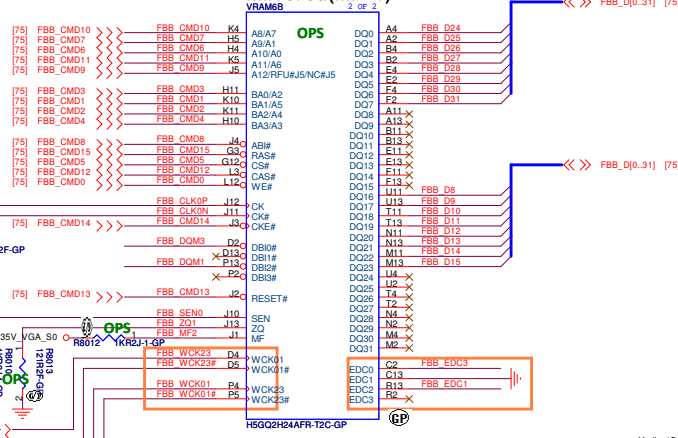 VRAM6B
2 OF 2
OPS
[75] FBB_CMD10 FBB_CMD10 K4 A8/A7 DQ0 A4 FBB_D24
[75] FBB_CMD7 FBB_CMD7 H5 A9/A1 DQ1 A2 FBB_D25
[75] FBB_CMD6 FBB_CMD6 H4 A10/A0 DQ2 B4 FBB_D26
[75] FBB_CMD11 FBB_CMD11 K5 A11/A6 DQ3 B2 FBB_D27
[75] FBB_CMD9 FBB_CMD9 J5 A12/RFU#J5/NC#J5 DQ4 E4 FBB_D28
DQ5 E2 FBB_D29
[75] FBB_CMD3 FBB_CMD3 H11 BA0/A2 DQ6 F4 FBB_D30
[75] FBB_CMD1 FBB_CMD1 K10 BA1/A5 DQ7 F2 FBB_D31
[75] FBB_CMD2 FBB_CMD2 K11 BA2/A4 DQ8 A11
[75] FBB_CMD4 FBB_CMD4 H10 BA3/A3 DQ9 A13
DQ10 B11
[75] FBB_CMD8 FBB_CMD8 J4 ABI# DQ11 B13
[75] FBB_CMD15 FBB_CMD15 G3 RAS# DQ12 E11
[75] FBB_CMD5 FBB_CMD5 G12 CS# DQ13 E13
[75] FBB_CMD12 FBB_CMD12 L3 CAS# DQ14 F11
[75] FBB_CMD0 FBB_CMD0 L12 WE# DQ15 F13
DQ16 U11 FBB_D8
FBB_CLK0P J12 CK DQ17 U13 FBB_D9
FBB_CLK0N J11 CK# DQ18 T11 FBB_D10
[75] FBB_CMD14 FBB_CMD14 J3 CKE# DQ19 T13 FBB_D11
DQ20 N11 FBB_D12
FBB_DQM3 D2 DBI0# DQ21 N13 FBB_D13
D13 DBI1# DQ22 M11 FBB_D14
FBB_DQM1 P13 DBI2# DQ23 M13 FBB_D15
P2 DBI3# DQ24 U4
DQ25 U2
[75] FBB_CMD13 FBB_CMD13 J2 RESET# DQ26 T4
DQ27 T2
FBB_SEN0 J10 SEN DQ28 N4
FBB_ZQ1 J13 ZQ DQ29 N2
35V_VGA_S0 FBB_MF2 J1 MF DQ30 M4
DQ31 M2
OPS
R8012 1KR2J-1-GP
1
FBB_WCK23 D4 WCK01 EDC0 C2 FBB_EDC3
FBB_WCK23# D5 WCK01# EDC1 C13
FBB_WCK01 P4 WCK23 EDC2 R13 FBB_EDC1
FBB_WCK01# P5 WCK23# EDC3 R2
H5GQ2H24AFR-T2C-GP
GP
FBB_D[0..31] [75]
FBB_D[0..31] [75]
2F-GP
OPS
R8013